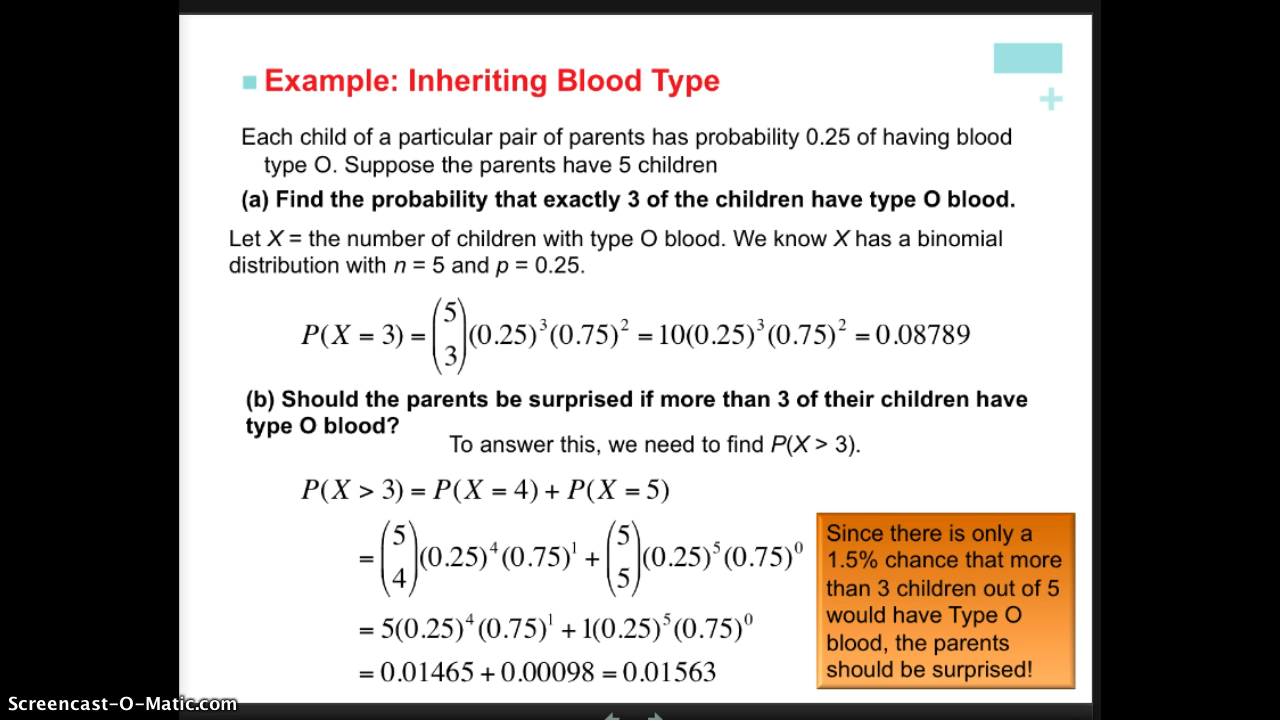 Example: Inheriting Blood Type
+
Each child of a particular pair of parents has probability 0.25 of having blood
type O. Suppose the parents have 5 children
(a) Find the probability that exactly 3 of the children have type O blood.
Let X = the number of children with type O blood. We know X has a binomial
distribution with n = 5 and p = 0.25.
P(X = 3) = (5 3)(0.25)³(0.75)² = 10(0.25)³(0.75)² = 0.08789
(b) Should the parents be surprised if more than 3 of their children have
type O blood?
To answer this, we need to find P(X > 3).
P(X > 3) = P(X = 4) + P(X = 5)
= (5 4)(0.25)⁴(0.75)¹ + (5 5)(0.25)⁵(0.75)⁰
= 5(0.25)⁴(0.75)¹ + 1(0.25)⁵(0.75)⁰
= 0.01465 + 0.00098 = 0.01563
Since there is only a
1.5% chance that more
than 3 children out of 5
would have Type O
blood, the parents
should be surprised!
Screencast-O-Matic.com